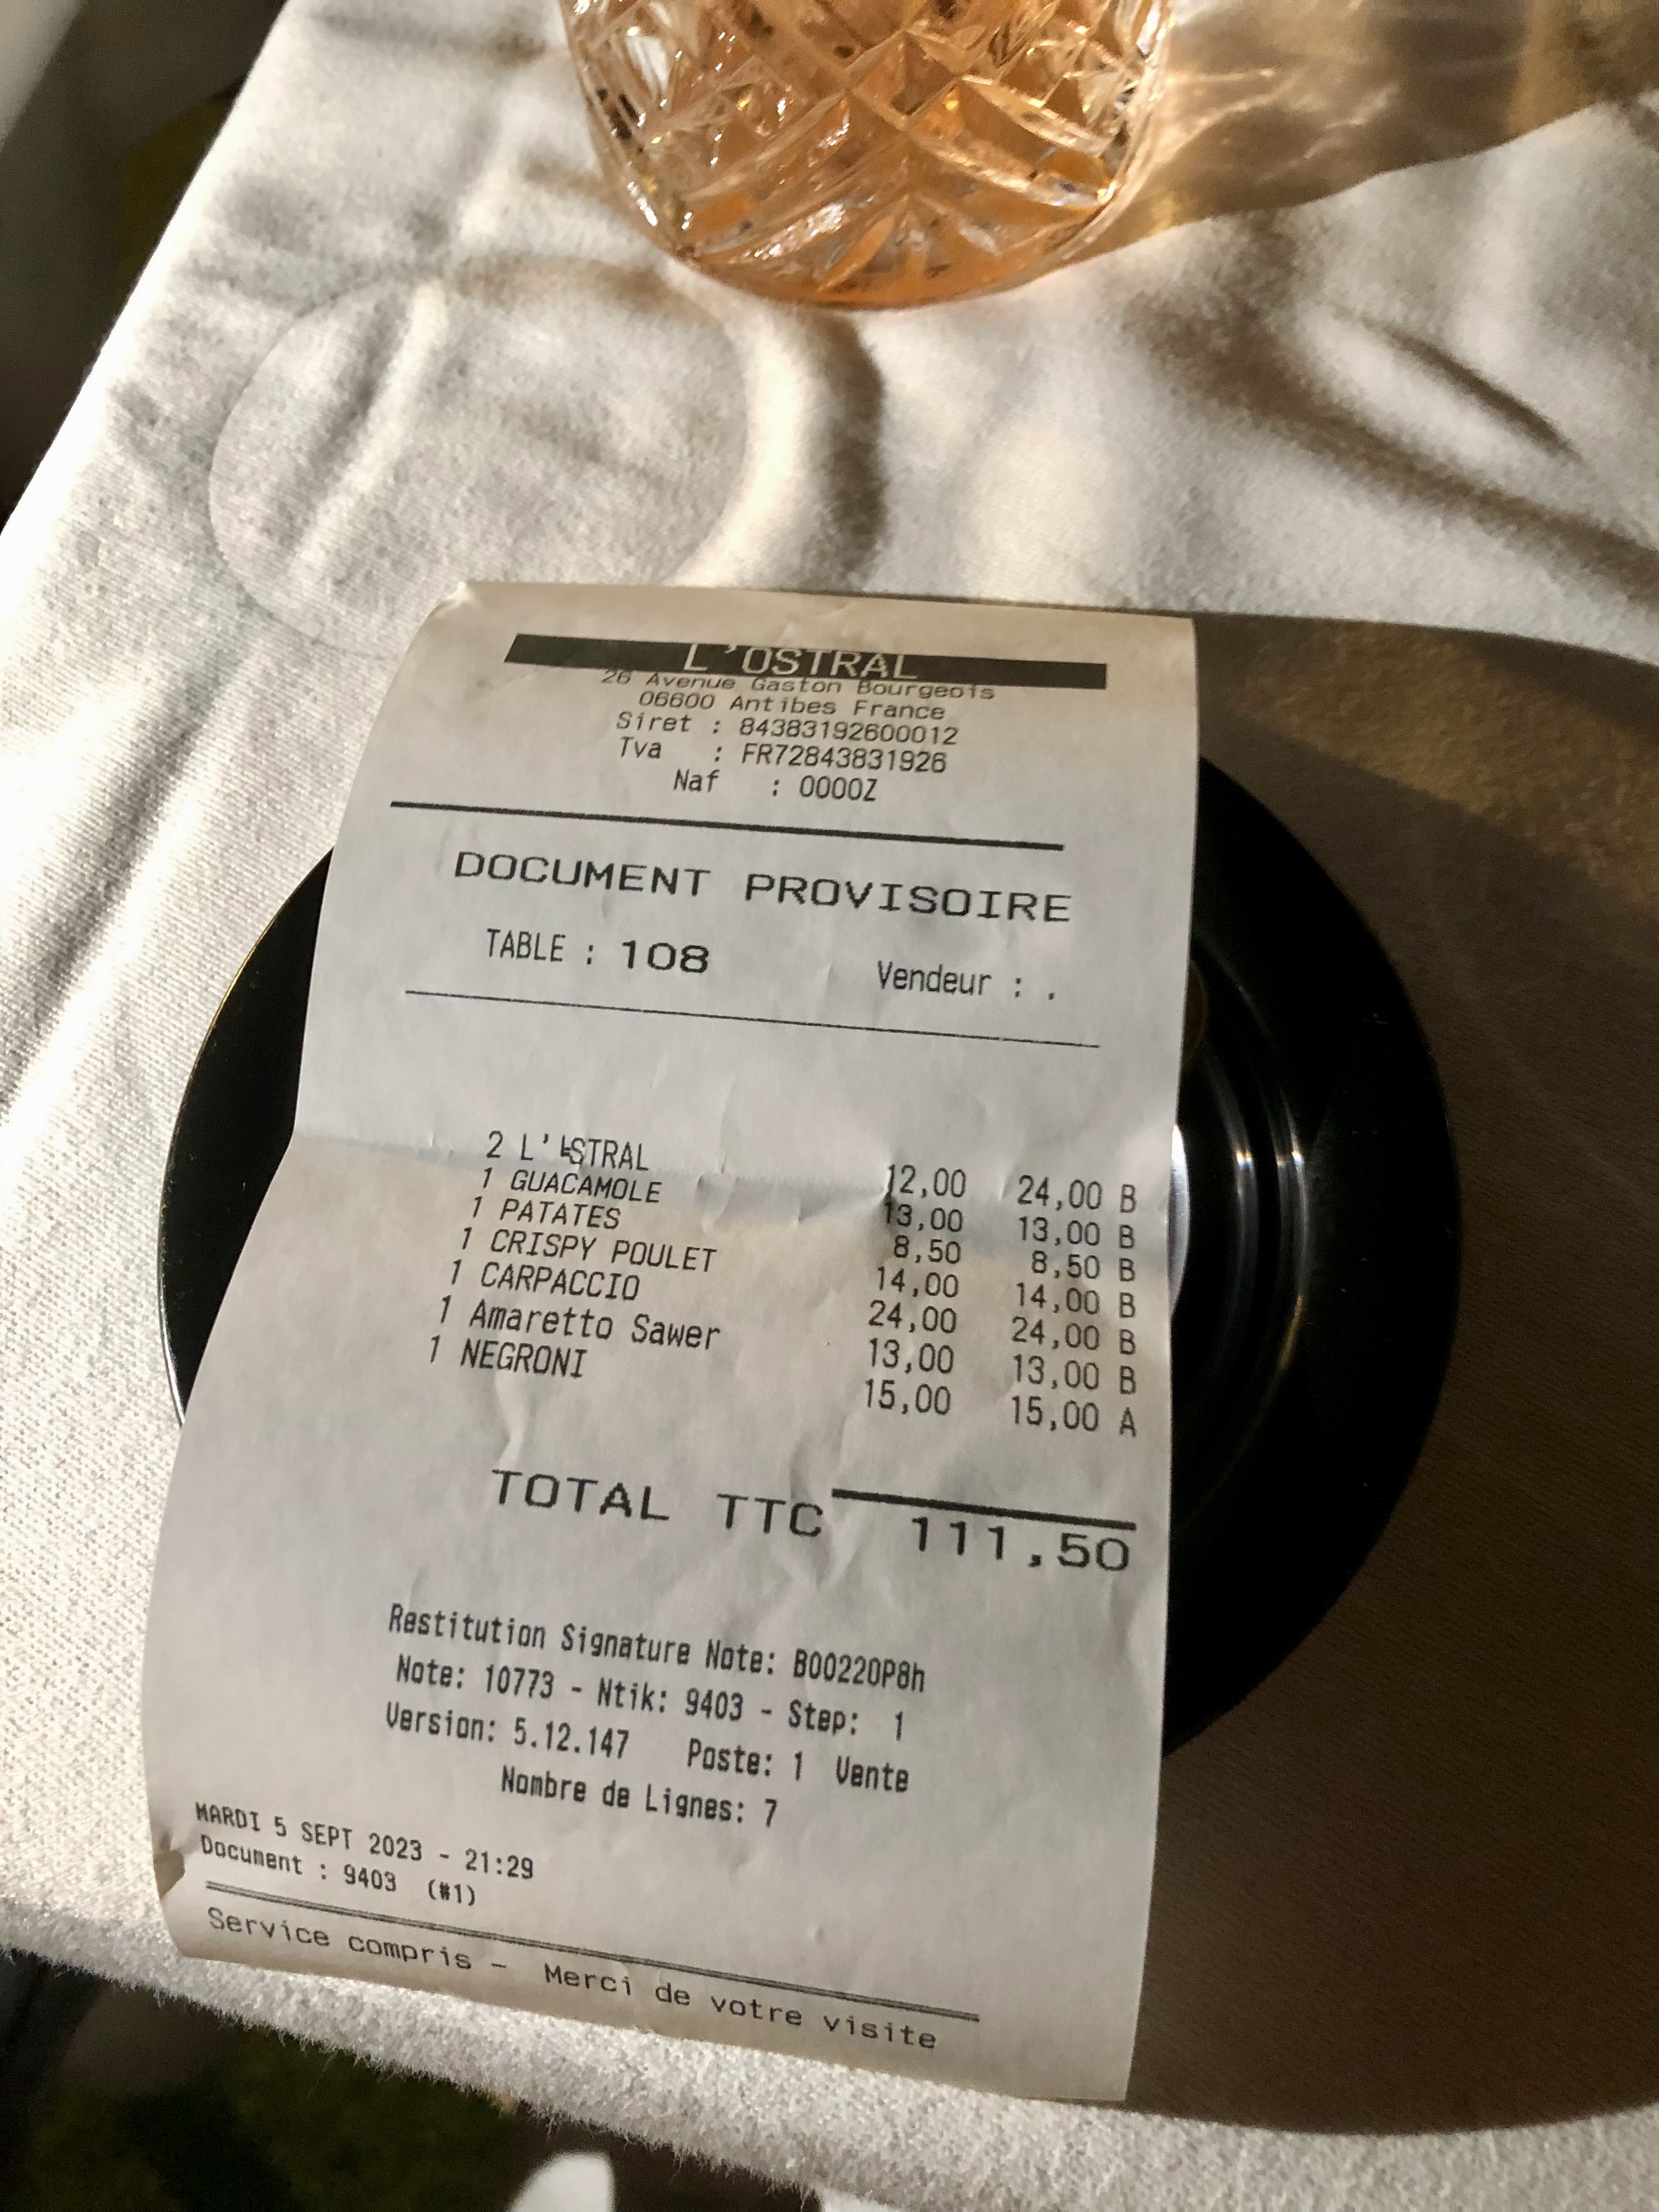 L'OSTRAL
26 Avenue Gaston Bourgeois
06600 Antibes France
Siret : 84383192600012
Tva : FR72843831926
Naf : 0000Z
DOCUMENT PROVISOIRE
TABLE : 108 Vendeur : .
2 L'OSTRAL 12,00 24,00 B
1 GUACAMOLE 13,00 13,00 B
1 PATATES 8,50 8,50 B
1 CRISPY POULET 14,00 14,00 B
1 CARPACCIO 24,00 24,00 B
1 Amaretto Sawer 13,00 13,00 B
1 NEGRONI 15,00 15,00 A
TOTAL TTC 111,50
Restitution Signature Note: B00220P8h
Note: 10773 - Ntik: 9403 - Step: 1
Version: 5.12.147 Poste: 1 Vente
Nombre de Lignes: 7
MARDI 5 SEPT 2023 - 21:29
Document : 9403 (#1)
Service compris - Merci de votre visite